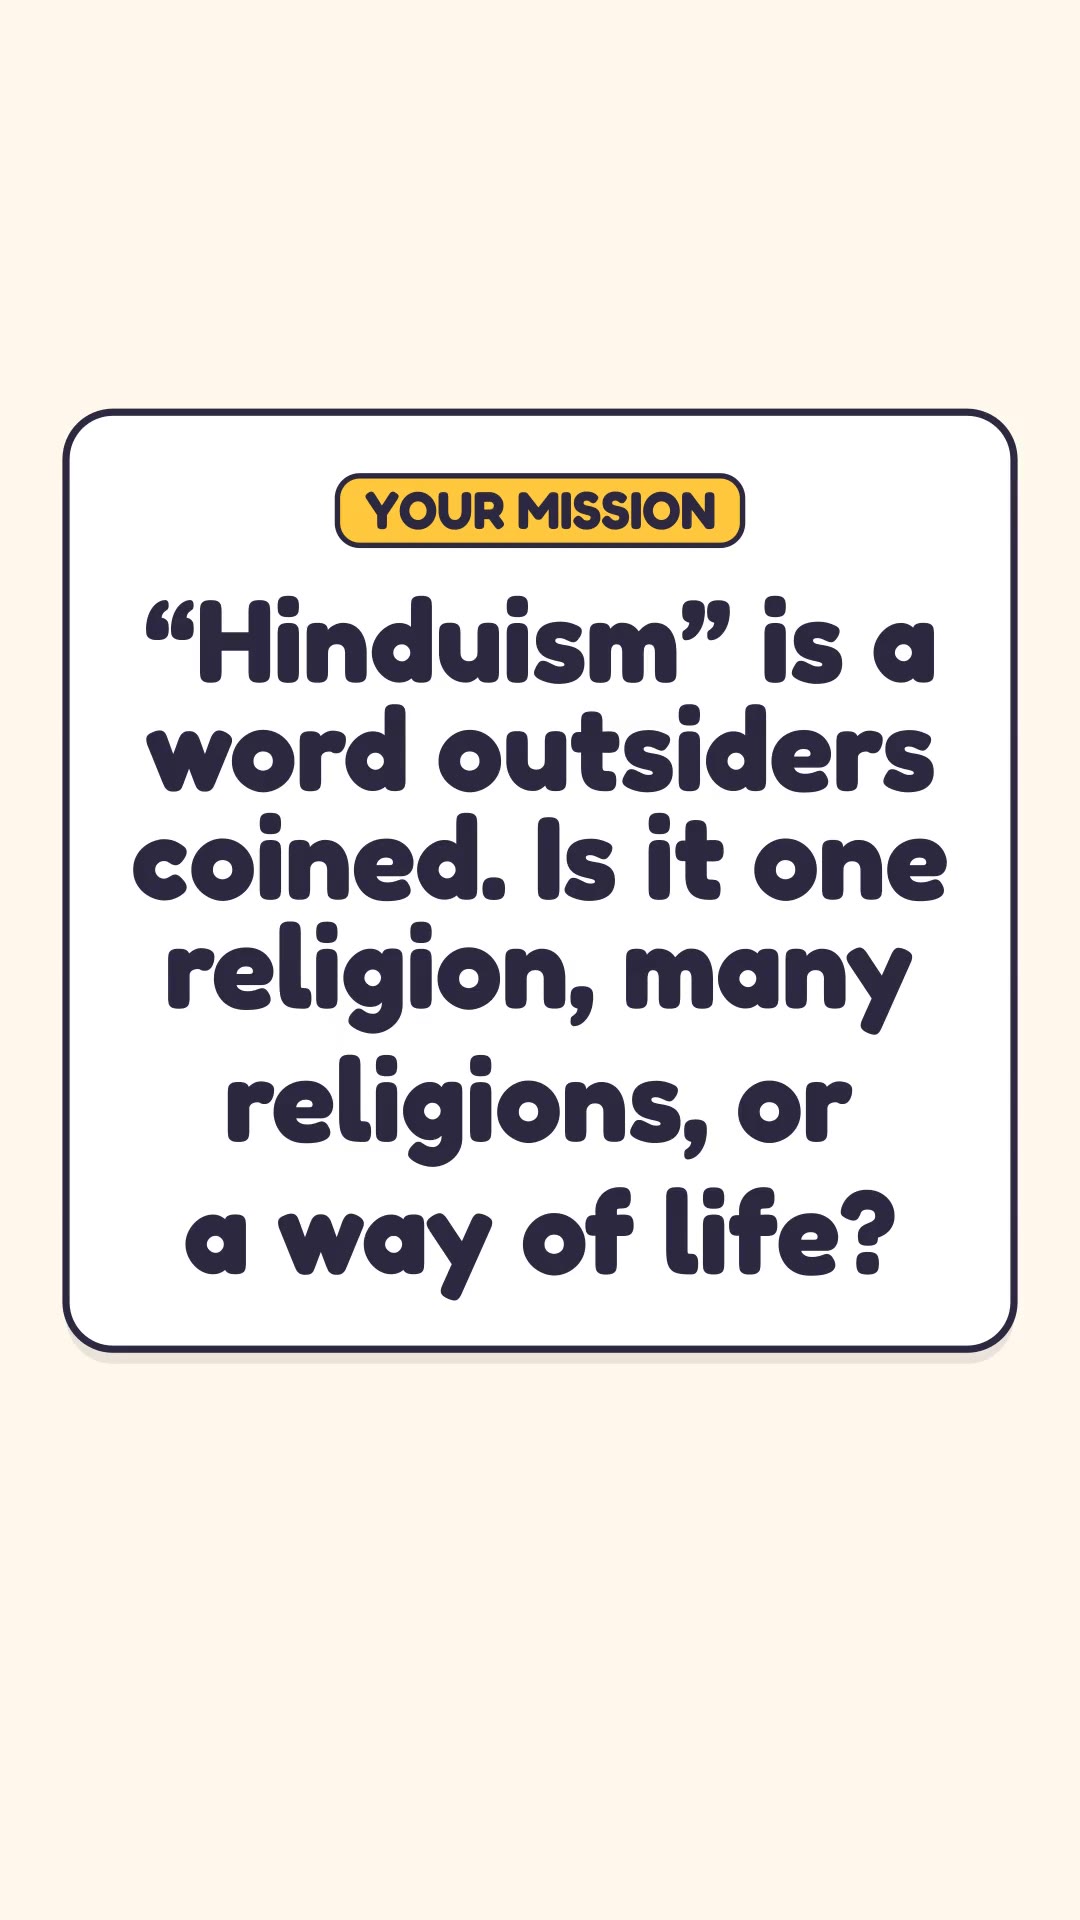 YOUR MISSION
“Hinduism” is a
word outsiders
coined. Is it one
religion, many
religions, or
a way of life?